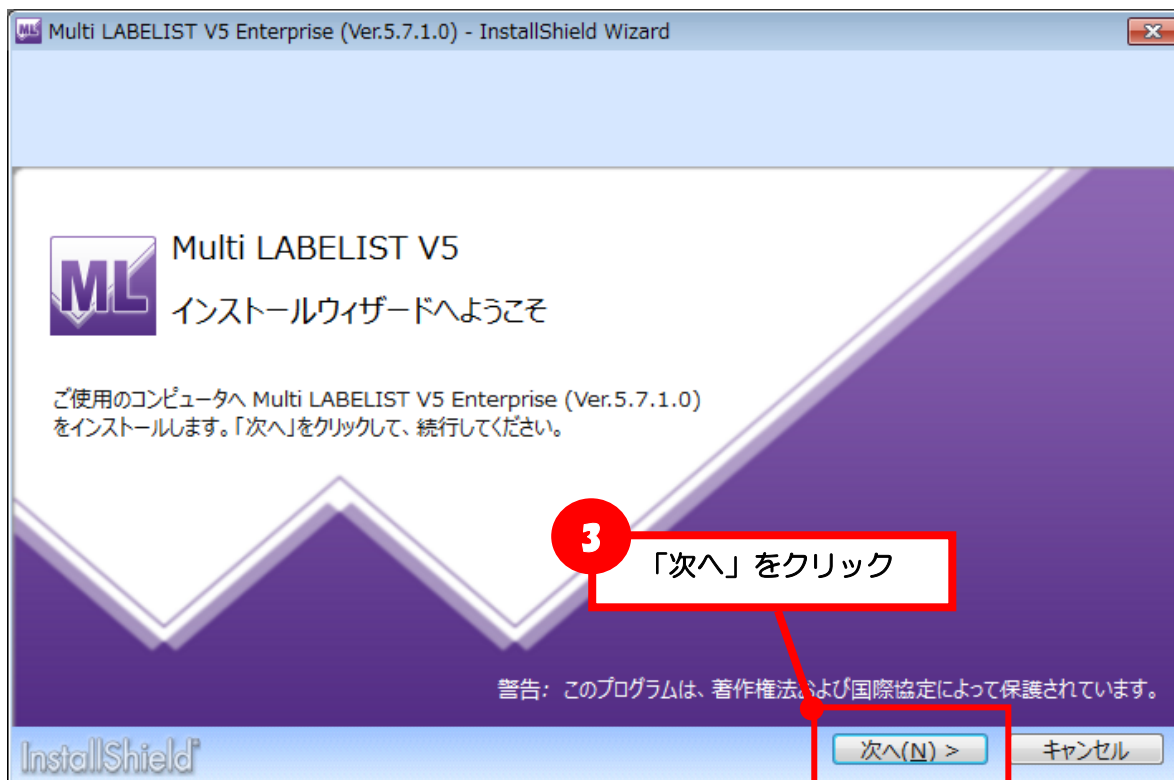 Multi LABELIST V5 Enterprise (Ver.5.7.1.0) - InstallShield Wizard
ML
Multi LABELIST V5
インストールウィザードへようこそ
ご使用のコンピュータへ Multi LABELIST V5 Enterprise (Ver.5.7.1.0)
をインストールします。「次へ」をクリックして、続行してください。
3
「次へ」をクリック
警告: このプログラムは、著作権法および国際協定によって保護されています。
InstallShield
次へ(N) >
キャンセル